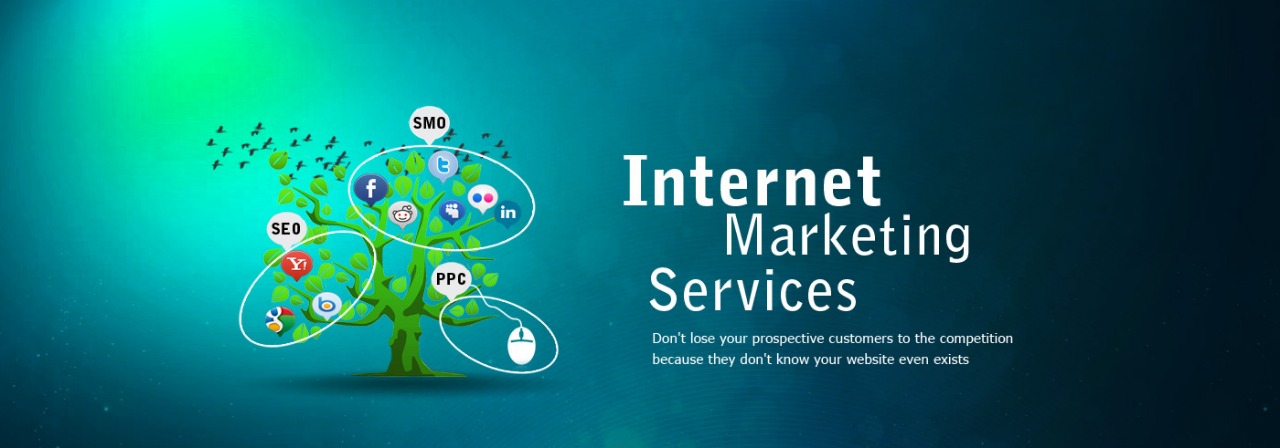 SMO
SEO
PPC
Y!
in
Internet
Marketing
Services
Don't lose your prospective customers to the competition
because they don't know your website even exists